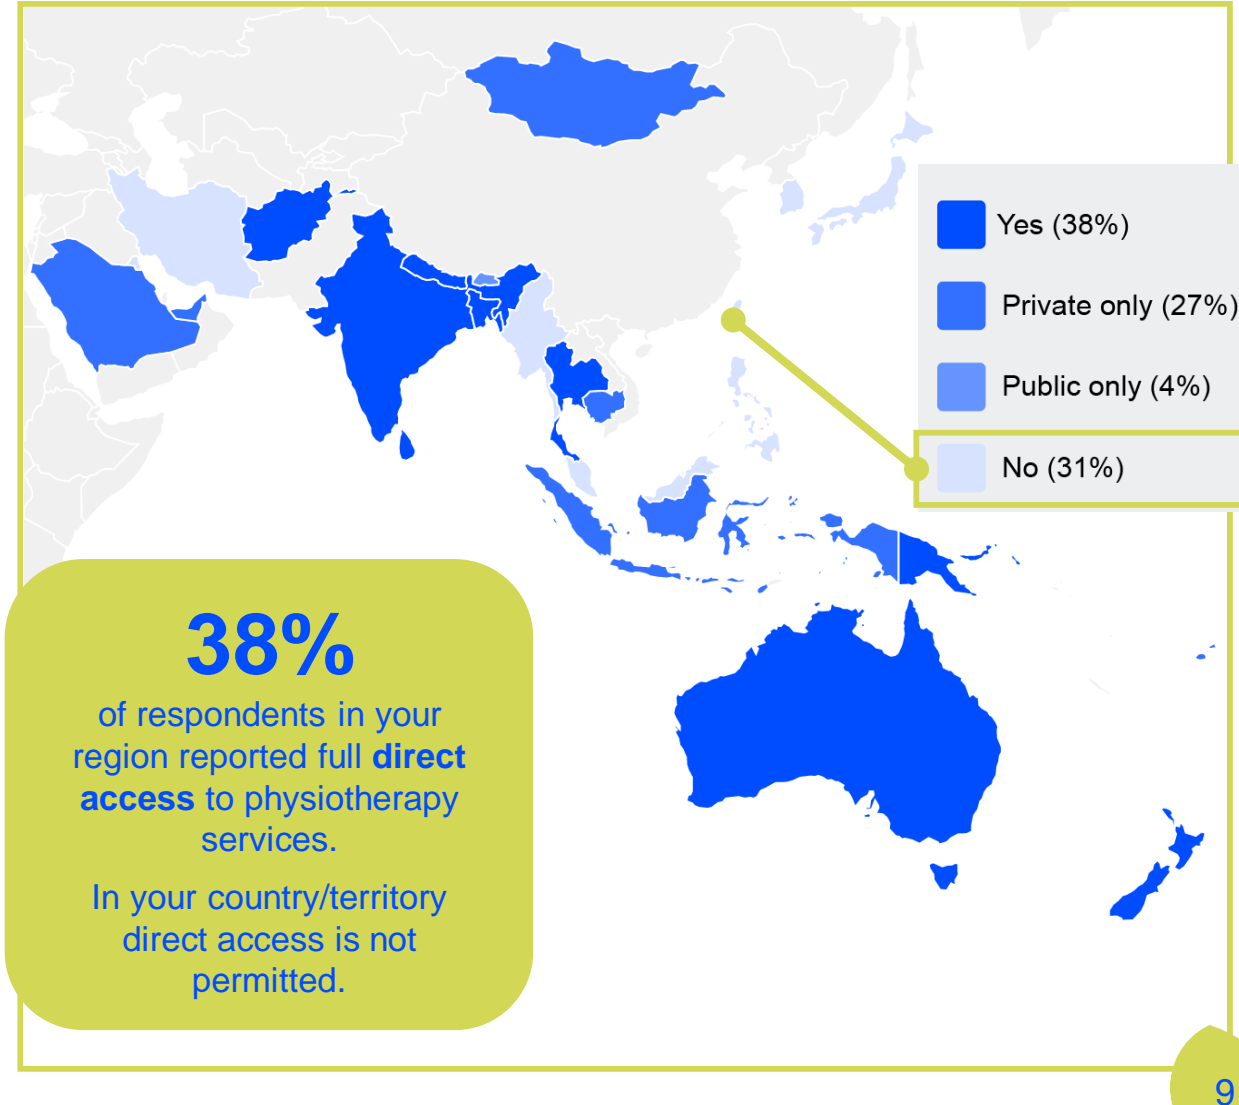 Yes (38%)
Private only (27%)
Public only (4%)
No (31%)
38%
of respondents in your
region reported full direct
access to physiotherapy
services.
In your country/territory
direct access is not
permitted.
9